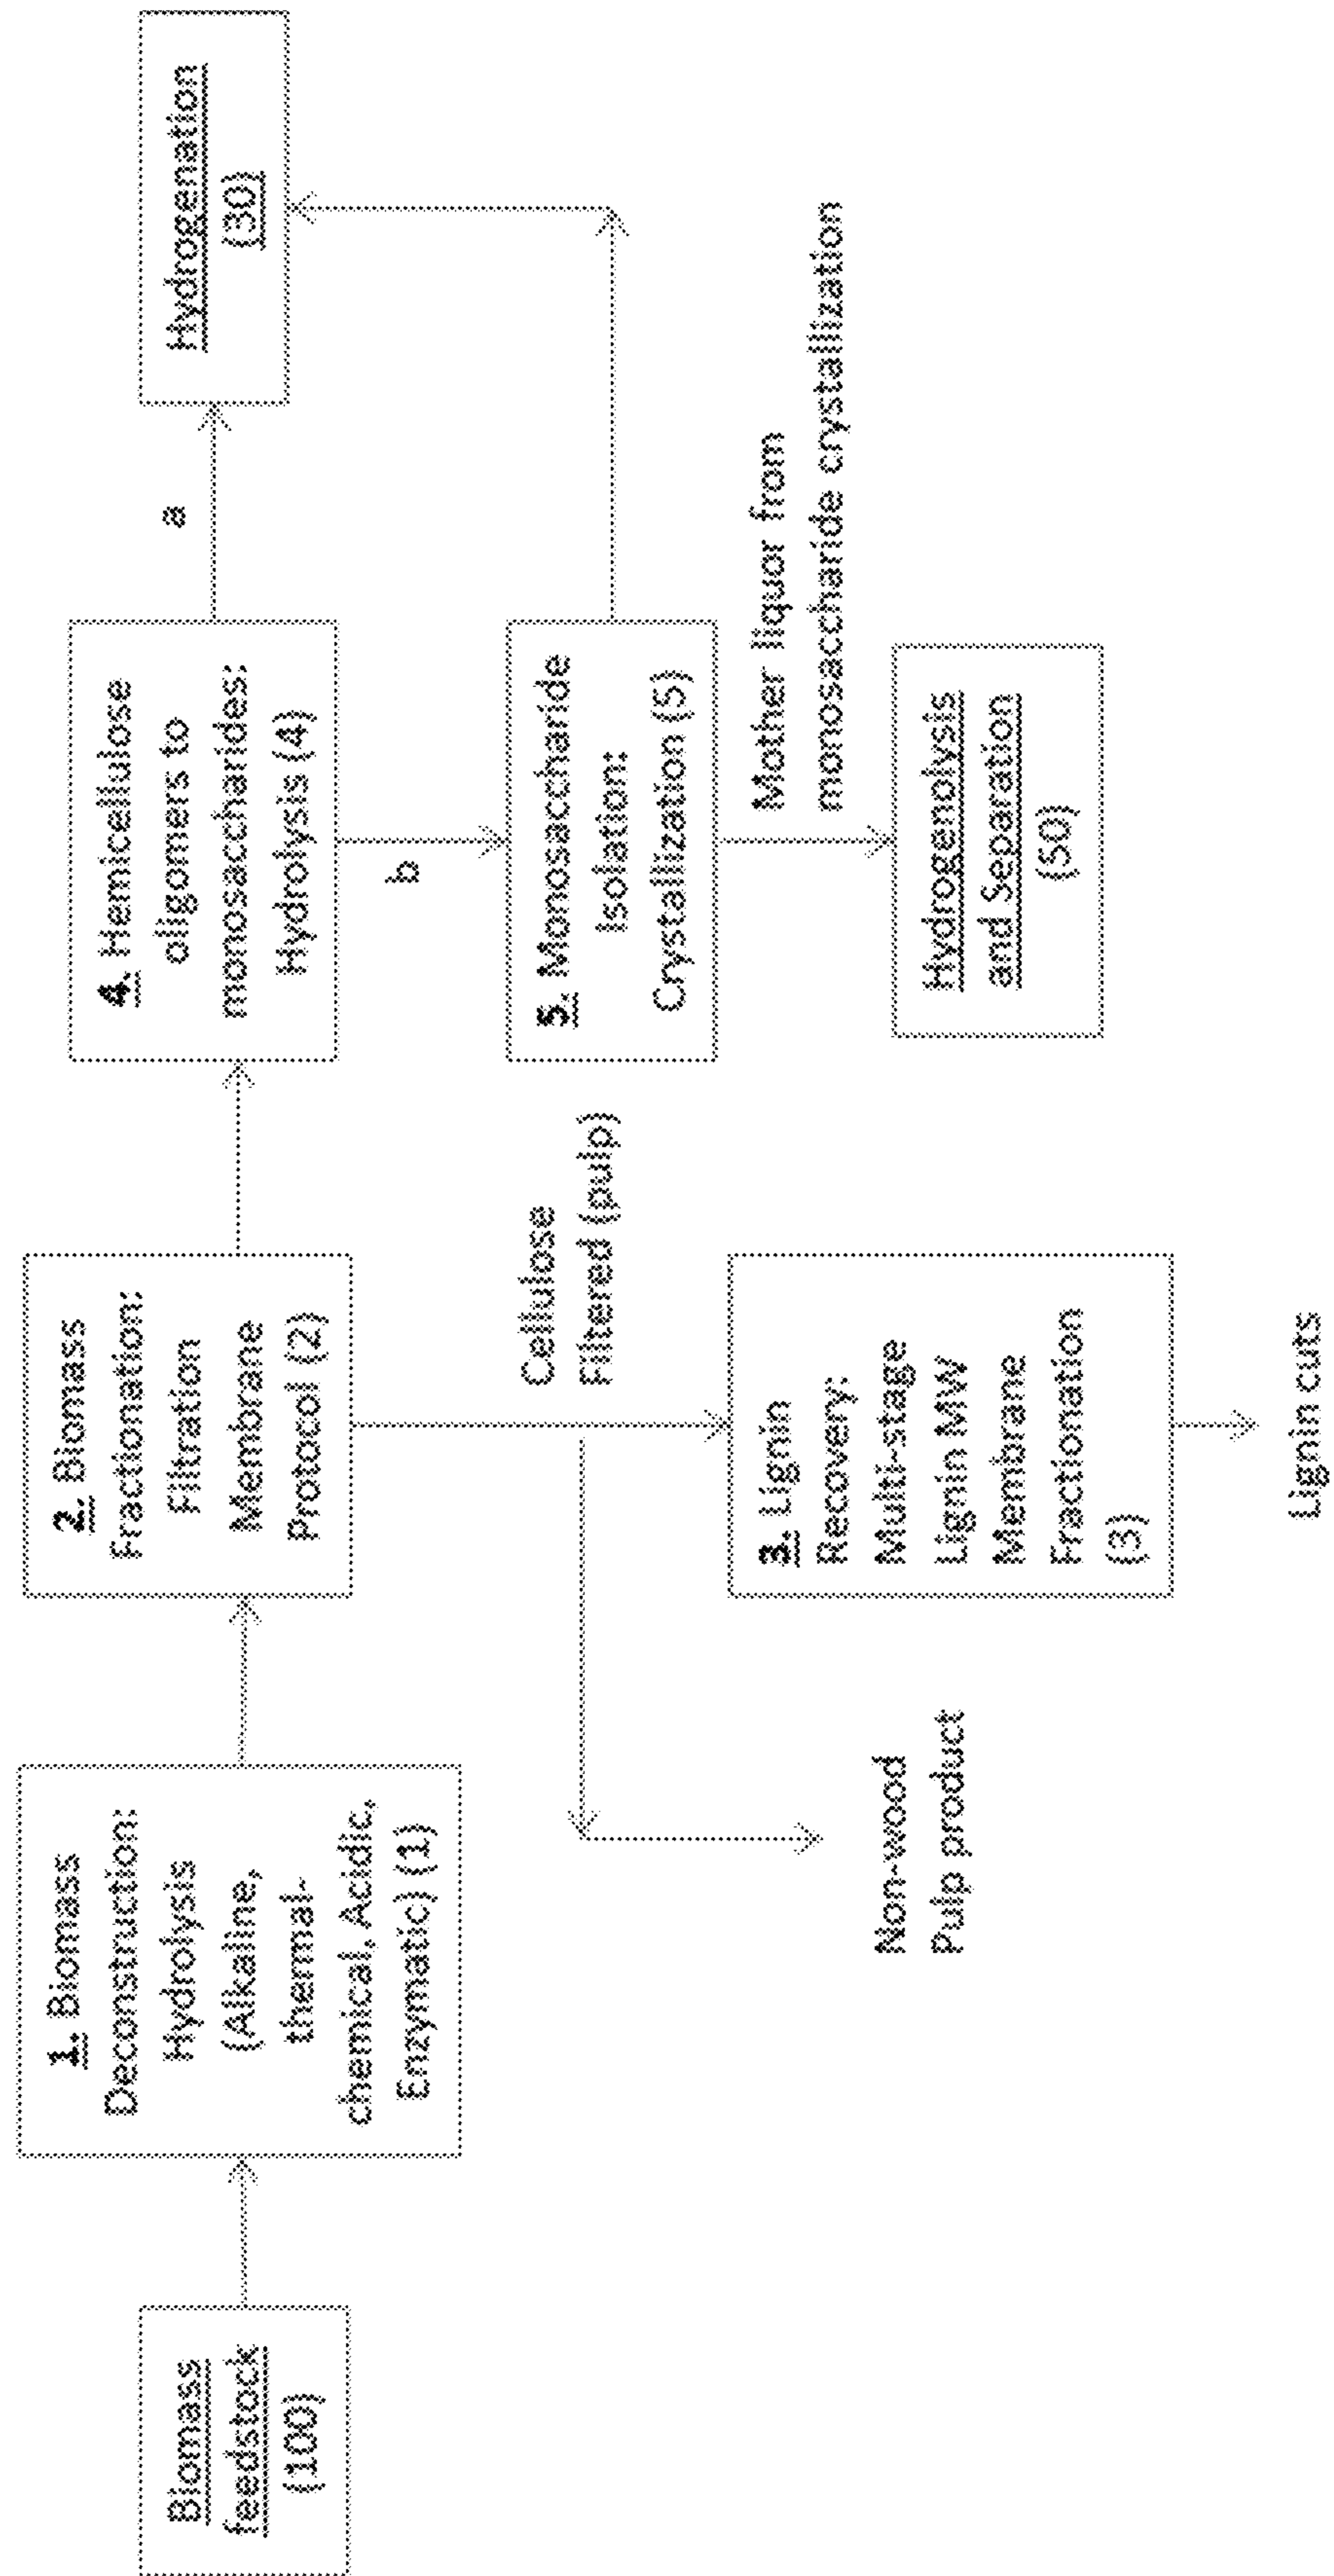 Biomass
feedstock
(100)
1. Biomass
Deconstruction:
Hydrolysis
(Alkaline,
thermal-
chemical, Acidic,
Enzymatic) (1)
2. Biomass
Fractionation:
Filtration
Membrane
Protocol (2)
Cellulose
Filtered (pulp)
Non-wood
Pulp product
3. Lignin
Recovery:
Multi-stage
Lignin MW
Membrane
Fractionation
(3)
Lignin cuts
4. Hemicellulose
oligomers to
monosaccharides:
Hydrolysis (4)
a
b
Hydrogenation
(30)
5. Monosaccharide
Isolation:
Crystallization (5)
Mother liquor from
monosaccharide crystallization
Hydrogenolysis
and Separation
(50)